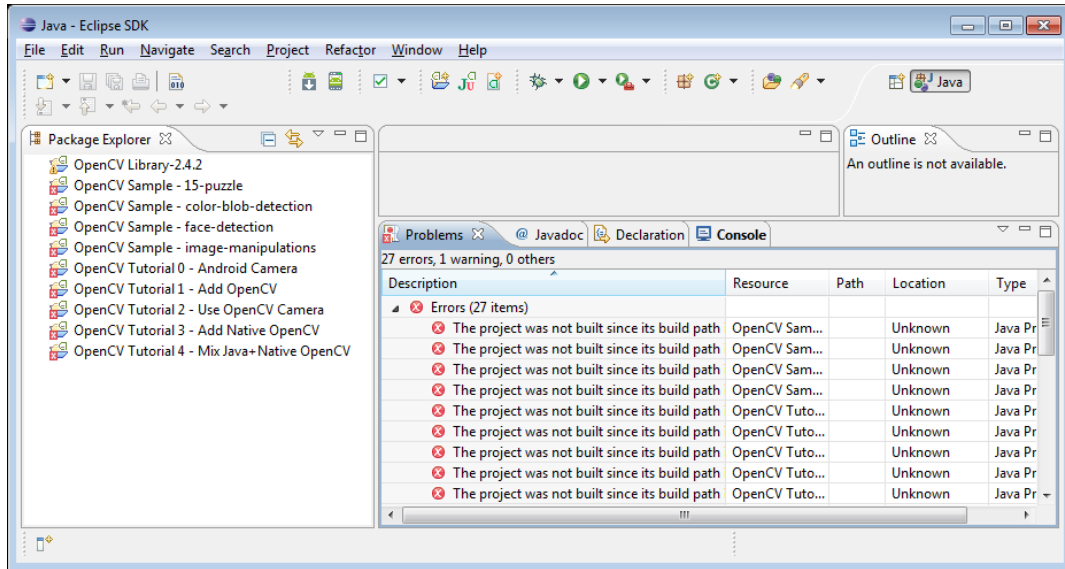 Java - Eclipse SDK
File Edit Run Navigate Search Project Refactor Window Help
Java
Package Explorer
OpenCV Library-2.4.2
OpenCV Sample - 15-puzzle
OpenCV Sample - color-blob-detection
OpenCV Sample - face-detection
OpenCV Sample - image-manipulations
OpenCV Tutorial 0 - Android Camera
OpenCV Tutorial 1 - Add OpenCV
OpenCV Tutorial 2 - Use OpenCV Camera
OpenCV Tutorial 3 - Add Native OpenCV
OpenCV Tutorial 4 - Mix Java+Native OpenCV
Outline
An outline is not available.
Problems @ Javadoc Declaration Console
27 errors, 1 warning, 0 others
Description Resource Path Location Type
Errors (27 items)
The project was not built since its build path OpenCV Sam... Unknown Java Pr
The project was not built since its build path OpenCV Sam... Unknown Java Pr
The project was not built since its build path OpenCV Sam... Unknown Java Pr
The project was not built since its build path OpenCV Sam... Unknown Java Pr
The project was not built since its build path OpenCV Tuto... Unknown Java Pr
The project was not built since its build path OpenCV Tuto... Unknown Java Pr
The project was not built since its build path OpenCV Tuto... Unknown Java Pr
The project was not built since its build path OpenCV Tuto... Unknown Java Pr
The project was not built since its build path OpenCV Tuto... Unknown Java Pr